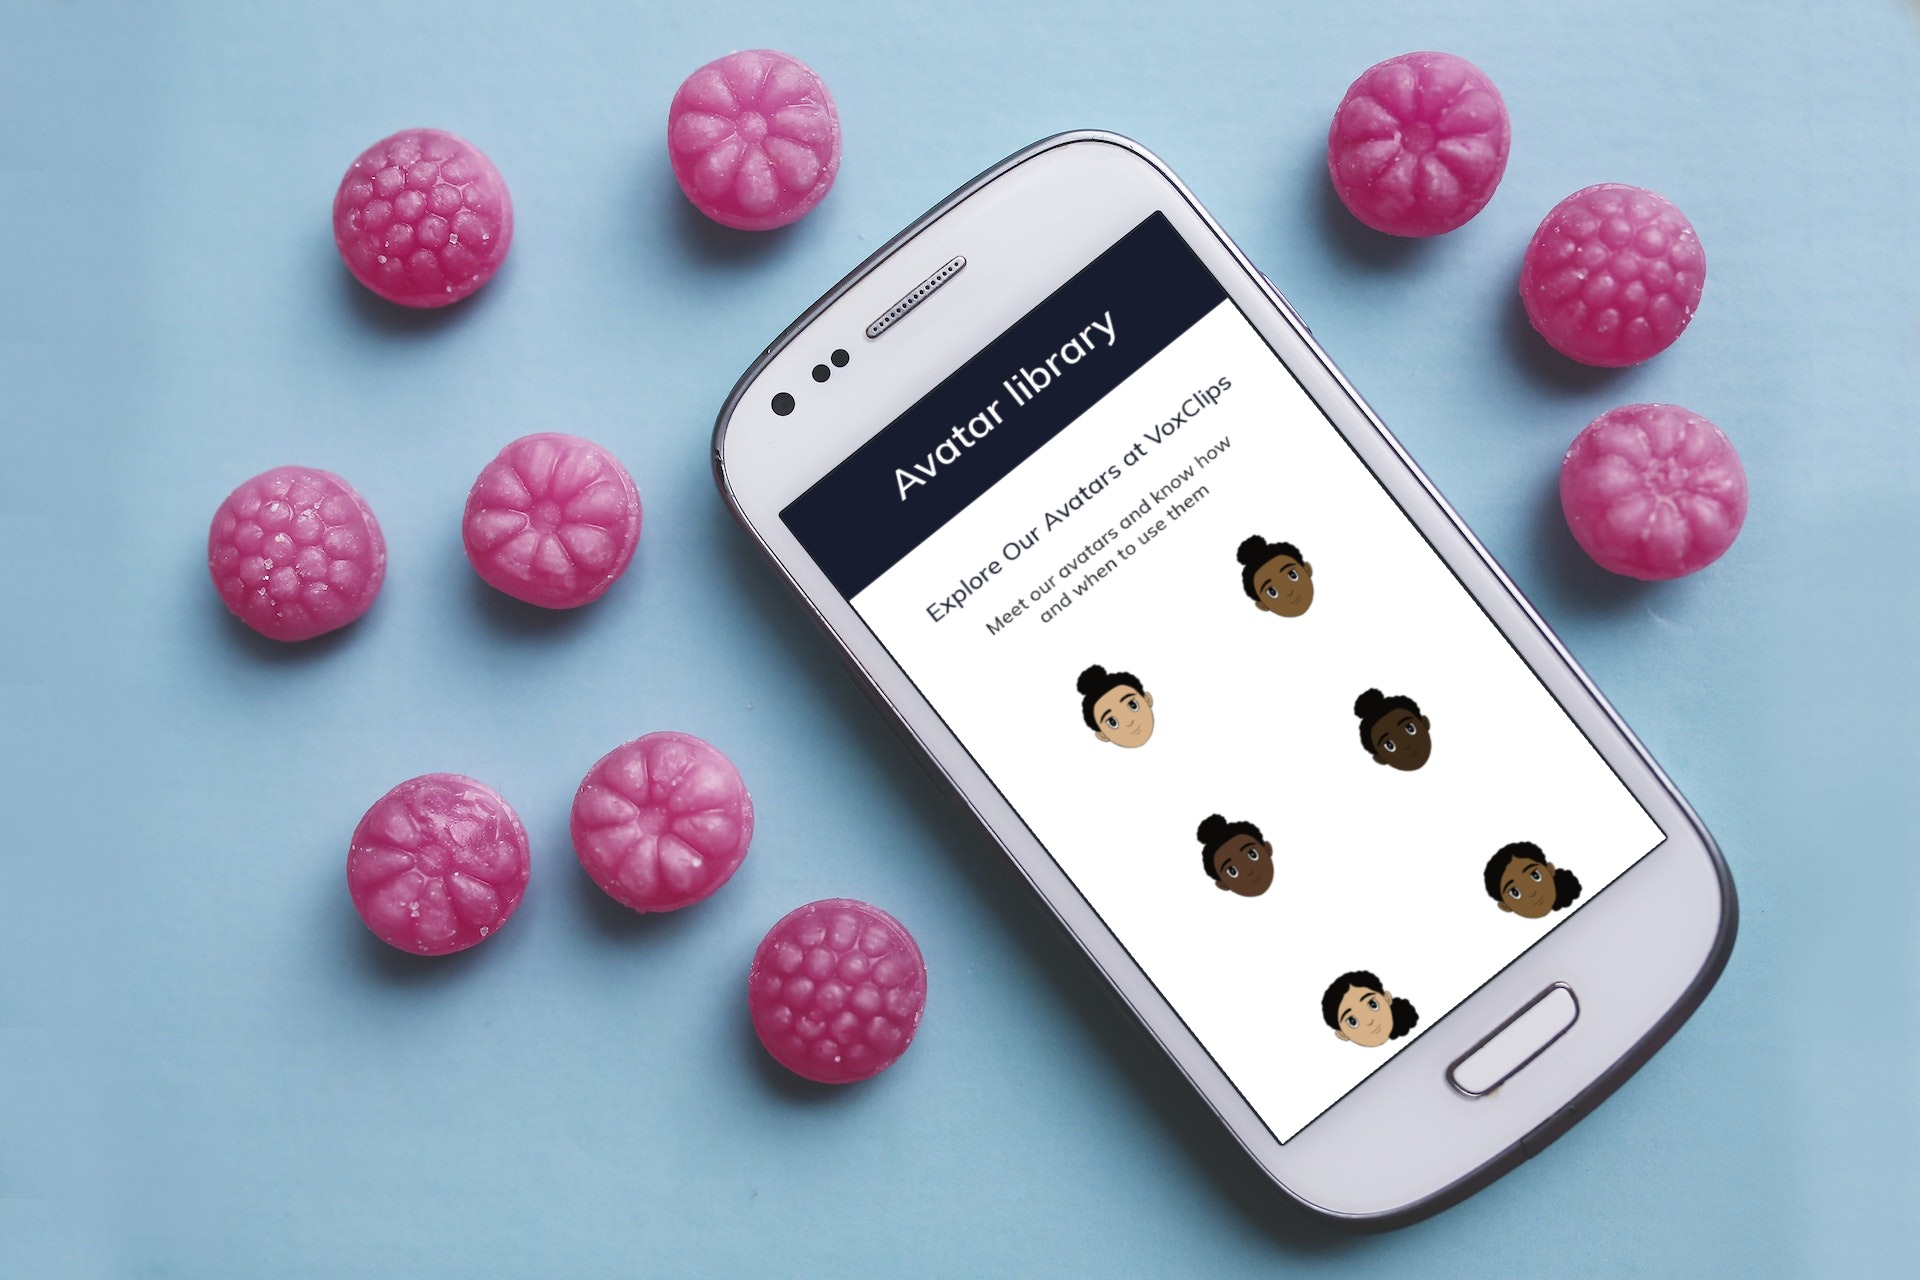 Avatar library
Explore Our Avatars at VoxClips
Meet our avatars and know how
and when to use them